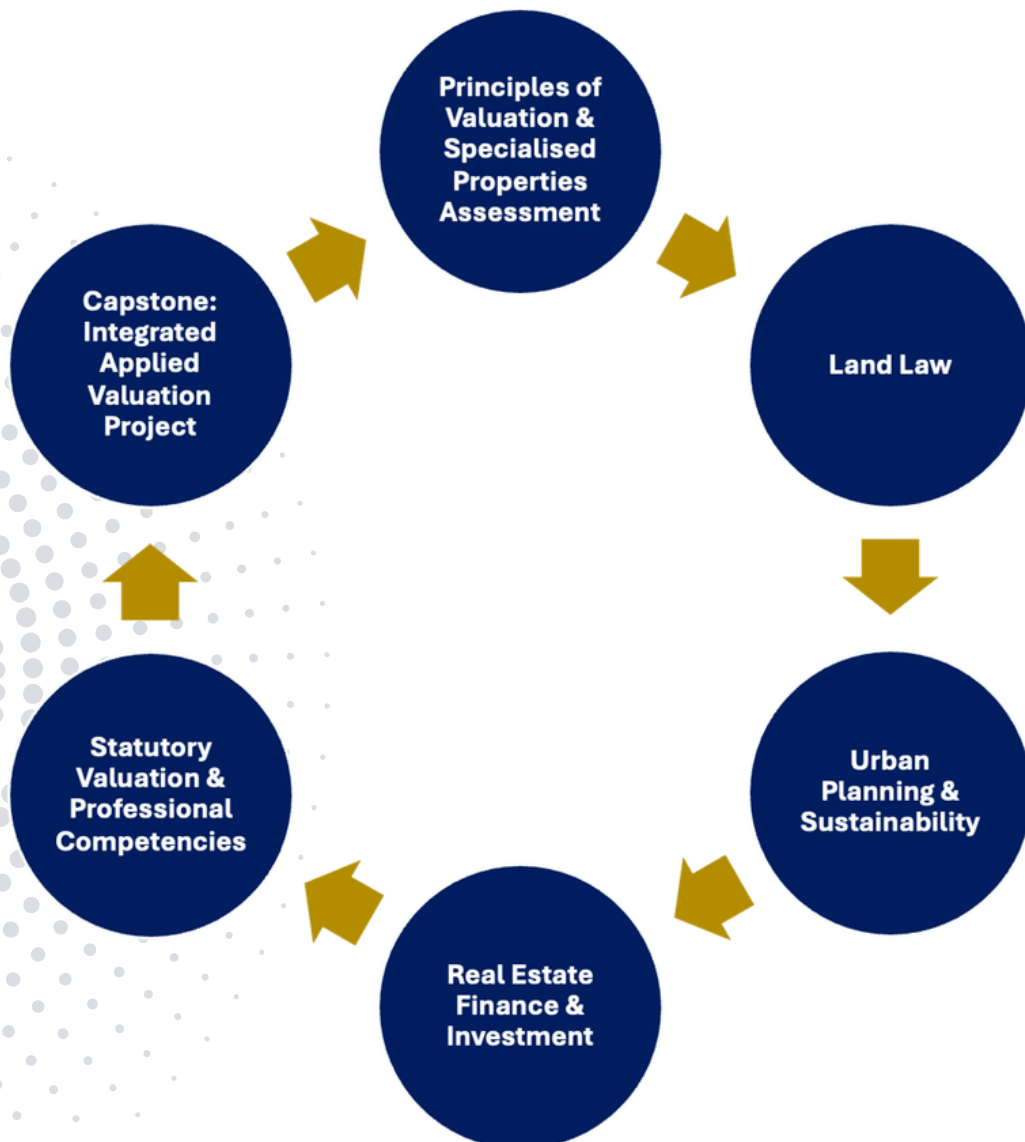 Principles of
Valuation &
Specialised
Properties
Assessment
Land Law
Urban
Planning &
Sustainability
Real Estate
Finance &
Investment
Statutory
Valuation &
Professional
Competencies
Capstone:
Integrated
Applied
Valuation
Project